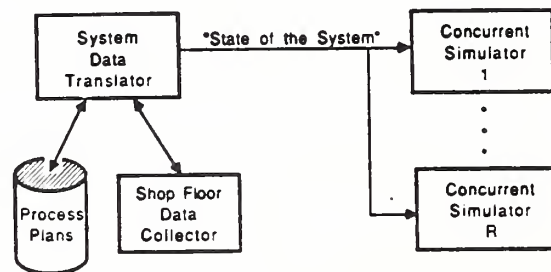 System
Data
Translator
"State of the System"
Concurrent
Simulator
1
Process
Plans
Shop Floor
Data
Collector
Concurrent
Simulator
R